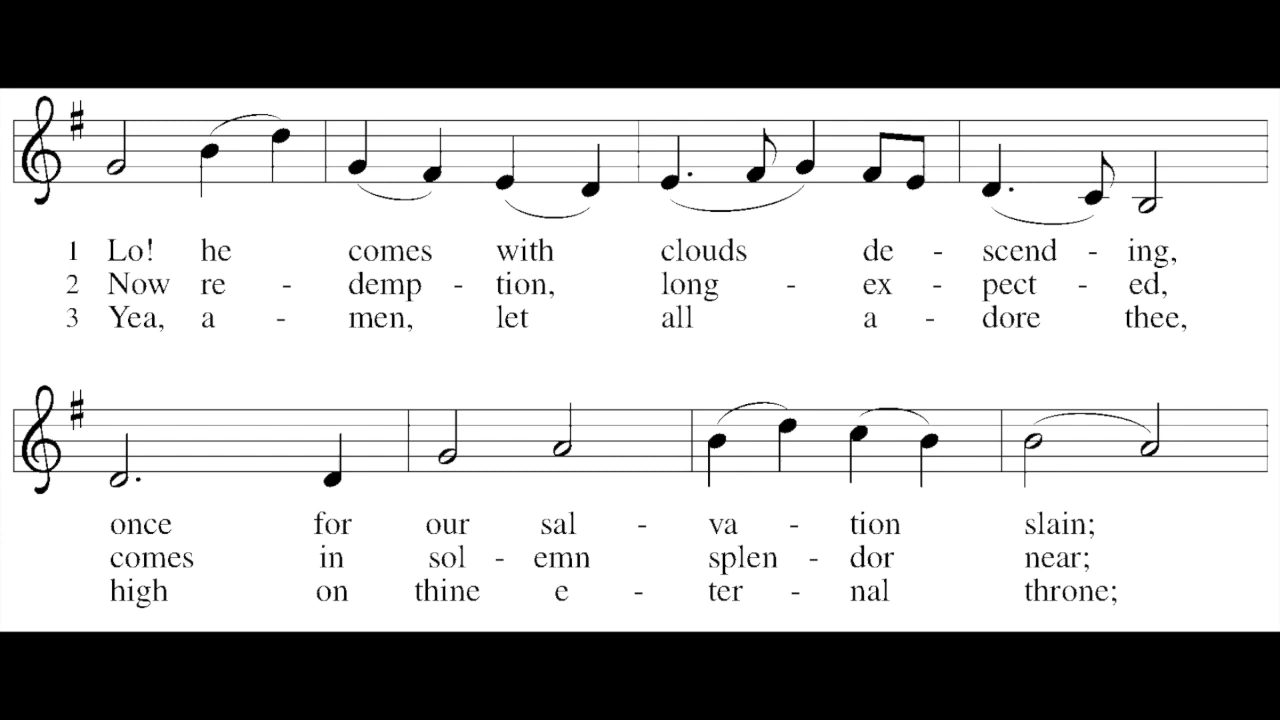 1 Lo! he comes with clouds de - scend - ing,
2 Now re - demp - tion, long - ex - pect - ed,
3 Yea, a - men, let all a - dore thee,
once for our sal - va - tion slain;
comes in sol - emn splen - dor near;
high on thine e - ter - nal throne;